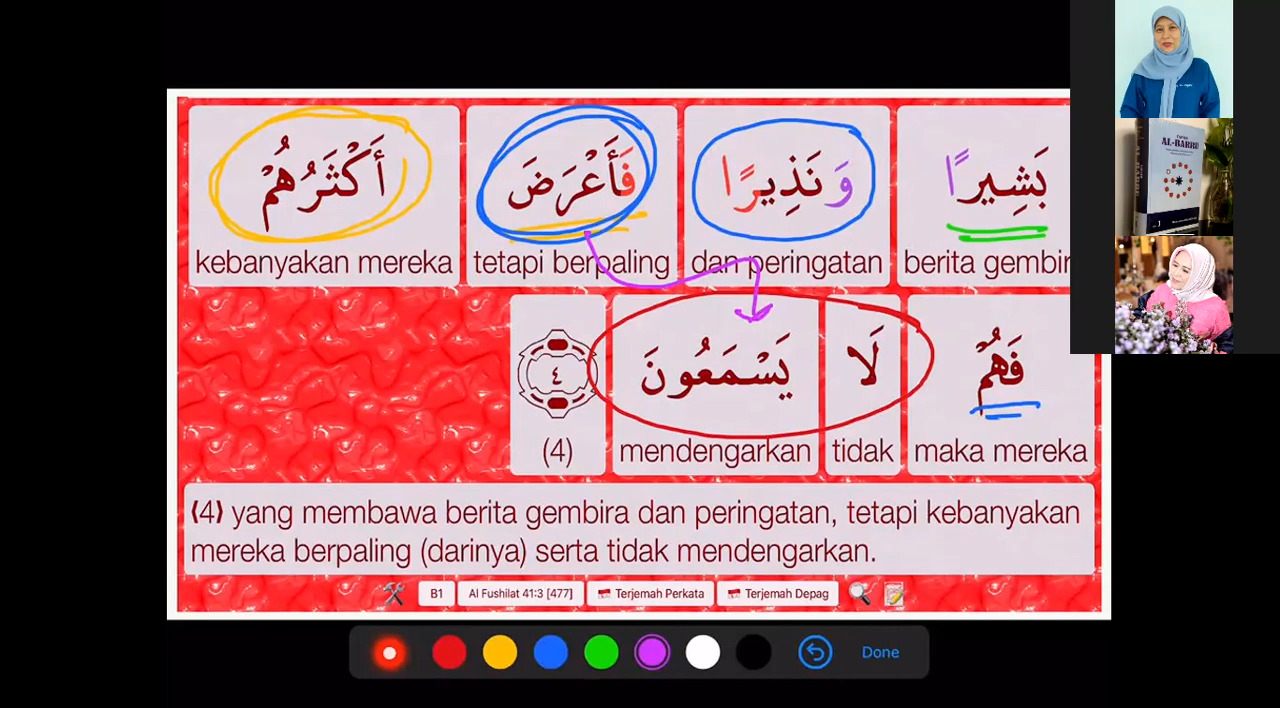 بَشِيرًا وَنَذِيرًا فَأَعْرَضَ أَكْثَرُهُمْ
berita gembir dan peringatan tetapi berpaling kebanyakan mereka
فَهُمْ لَا يَسْمَعُونَ ٤
maka mereka tidak mendengarkan (4)
(4) yang membawa berita gembira dan peringatan, tetapi kebanyakan
mereka berpaling (darinya) serta tidak mendengarkan.
B1 Al Fushilat 41:3 [477] Terjemah Perkata Terjemah Depag
Done
AL-BARRU